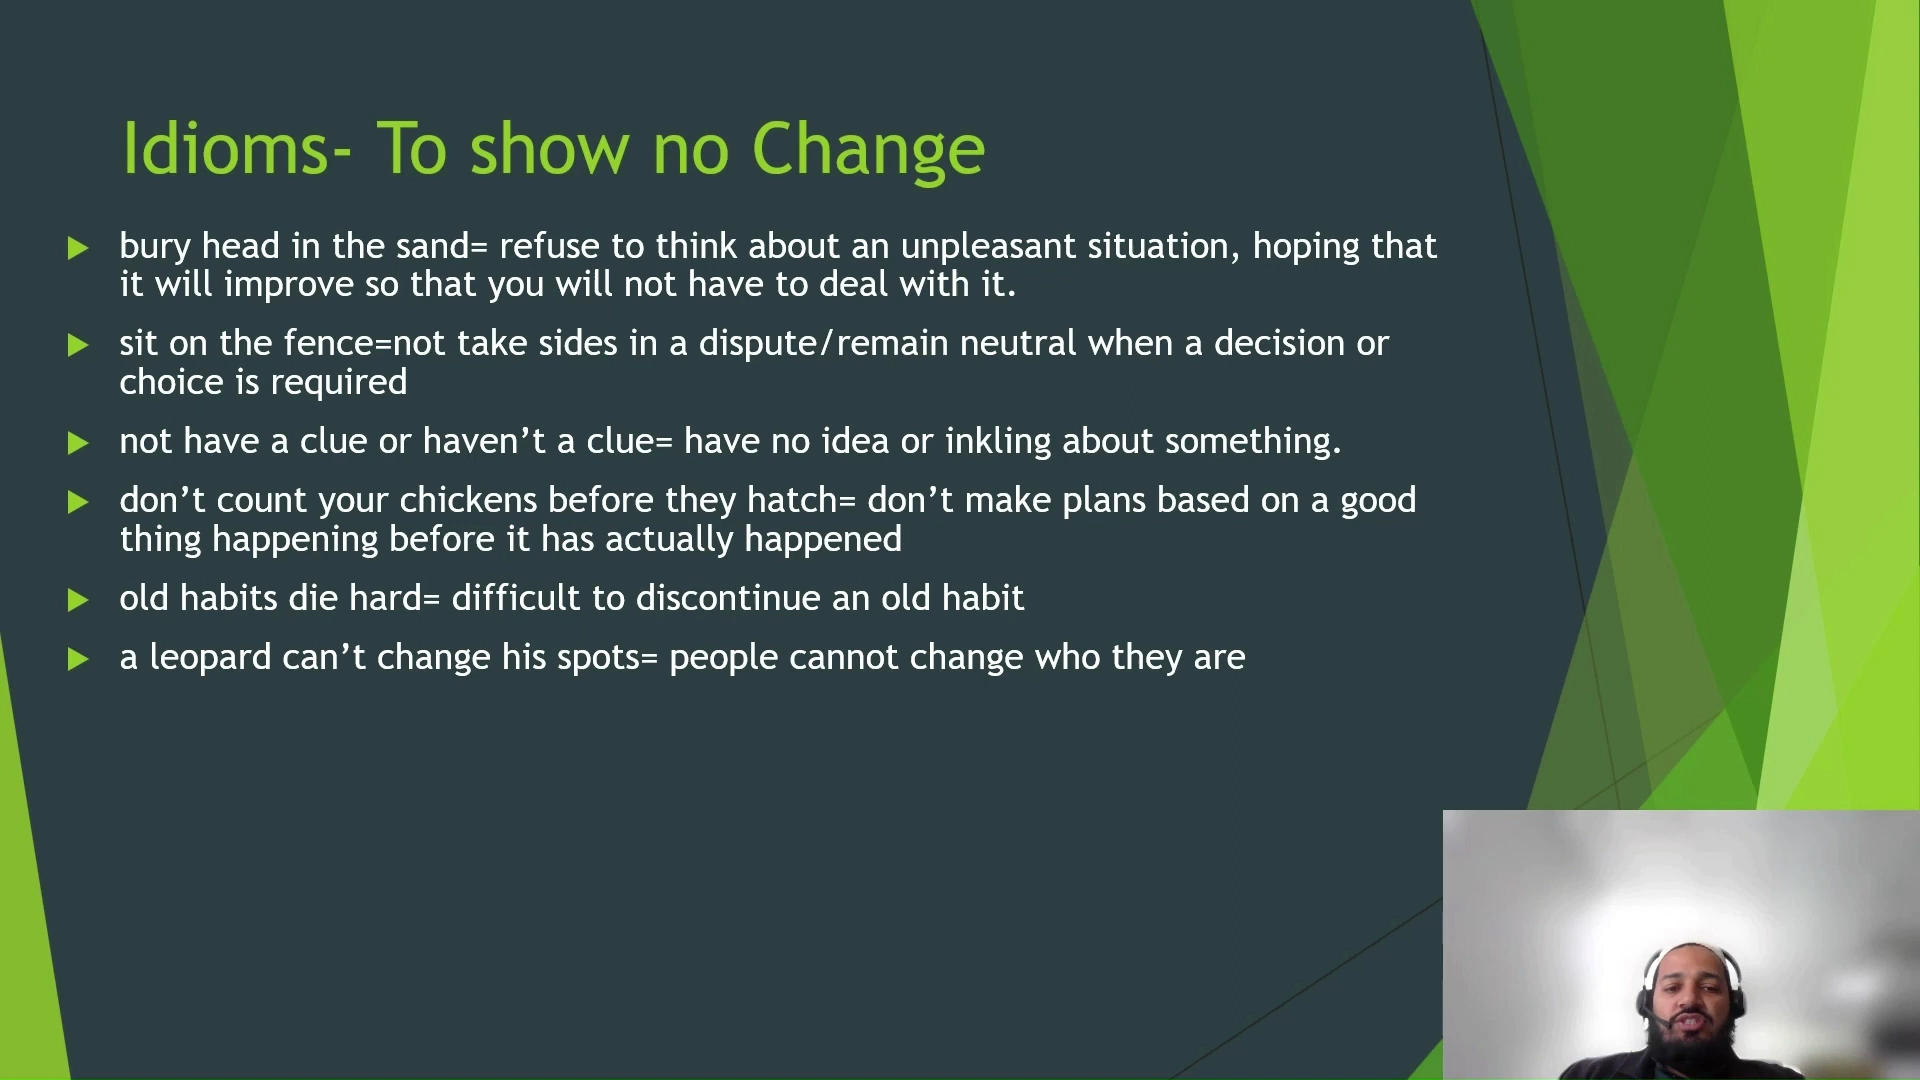 Idioms- To show no Change
bury head in the sand= refuse to think about an unpleasant situation, hoping that
it will improve so that you will not have to deal with it.
sit on the fence=not take sides in a dispute/remain neutral when a decision or
choice is required
not have a clue or haven’t a clue= have no idea or inkling about something.
don’t count your chickens before they hatch= don’t make plans based on a good
thing happening before it has actually happened
old habits die hard= difficult to discontinue an old habit
a leopard can’t change his spots= people cannot change who they are